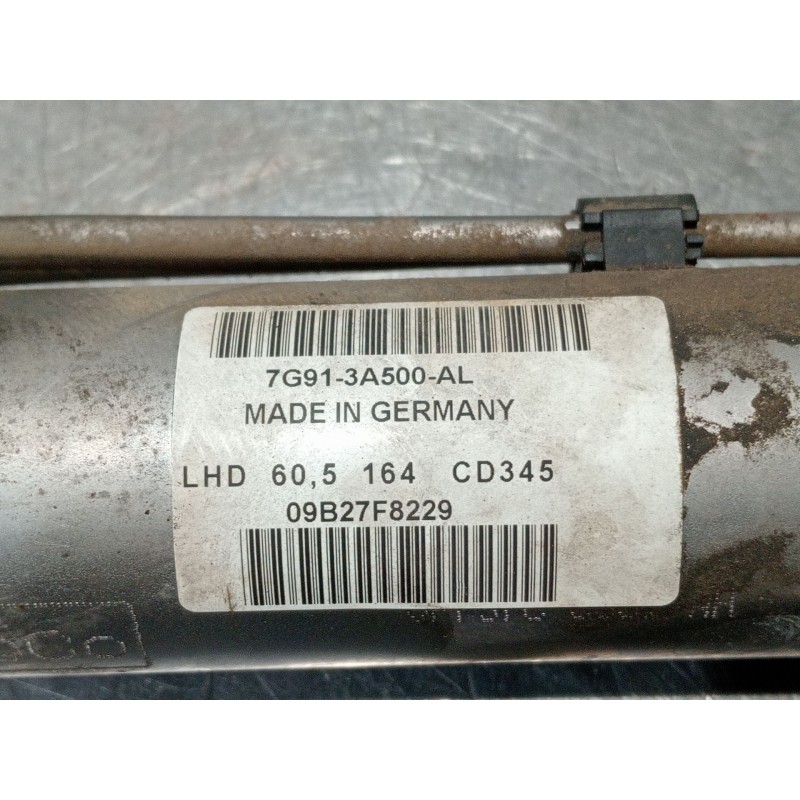 7G91-3A500-AL
MADE IN GERMANY
LHD 60,5 164 CD345
09B27F8229